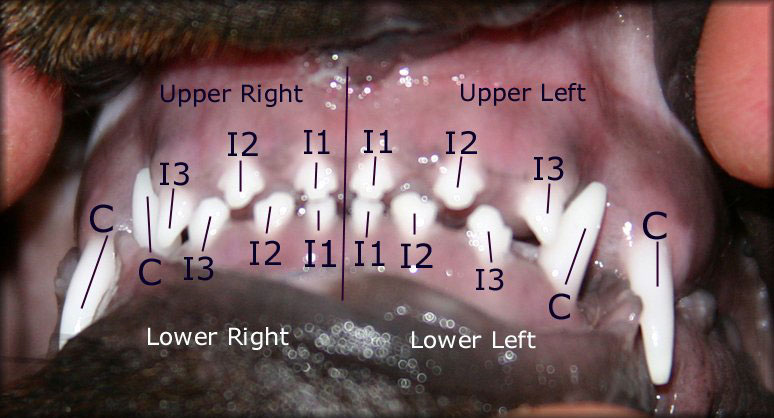 Upper Right Upper Left
I2 I1 I1 I2
I3 I3
C C
C I3 I2 I1 I1 I2 I3
C
Lower Right Lower Left